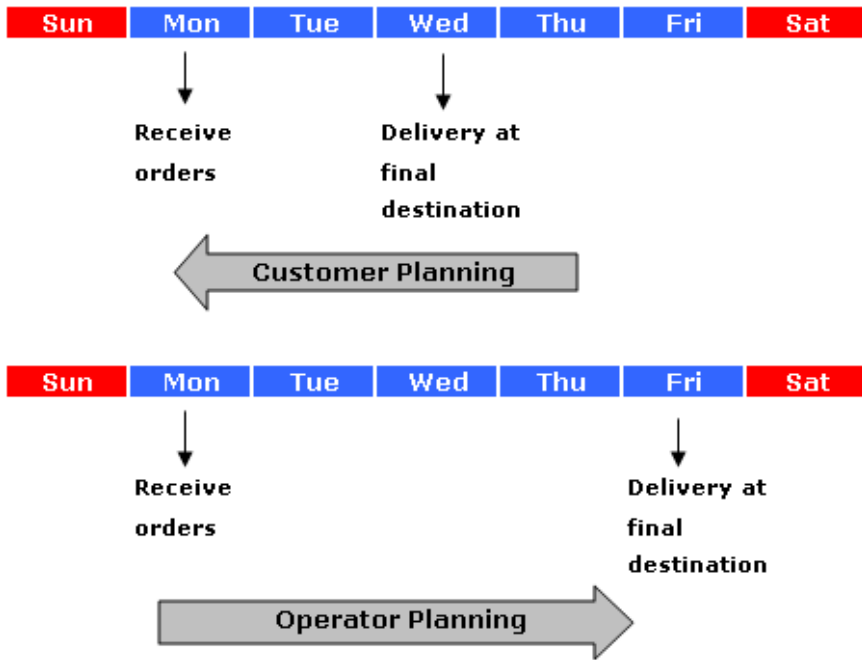 Sun Mon Tue Wed Thu Fri Sat
Receive Delivery at
orders final
destination
Customer Planning
Sun Mon Tue Wed Thu Fri Sat
Receive Delivery at
orders final
destination
Operator Planning